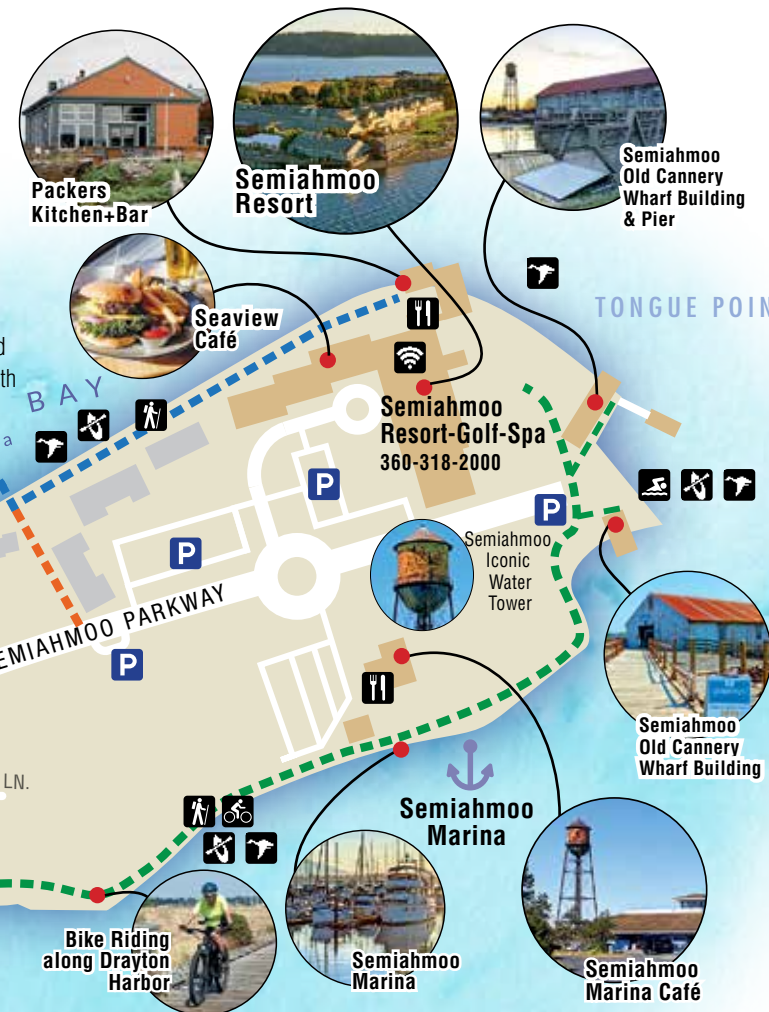 Packers
Kitchen+Bar
Semiahmoo
Resort
Semiahmoo
Old Cannery
Wharf Building
& Pier
Seaview
Café
TONGUE POIN
d
th
BAY
a
Semiahmoo
Resort-Golf-Spa
360-318-2000
P
P
P
P
Semiahmoo
Iconic
Water
Tower
EMIAHMOO PARKWAY
LN.
Semiahmoo
Old Cannery
Wharf Building
Semiahmoo
Marina
Bike Riding
along Drayton
Harbor
Semiahmoo
Marina
Semiahmoo
Marina Café